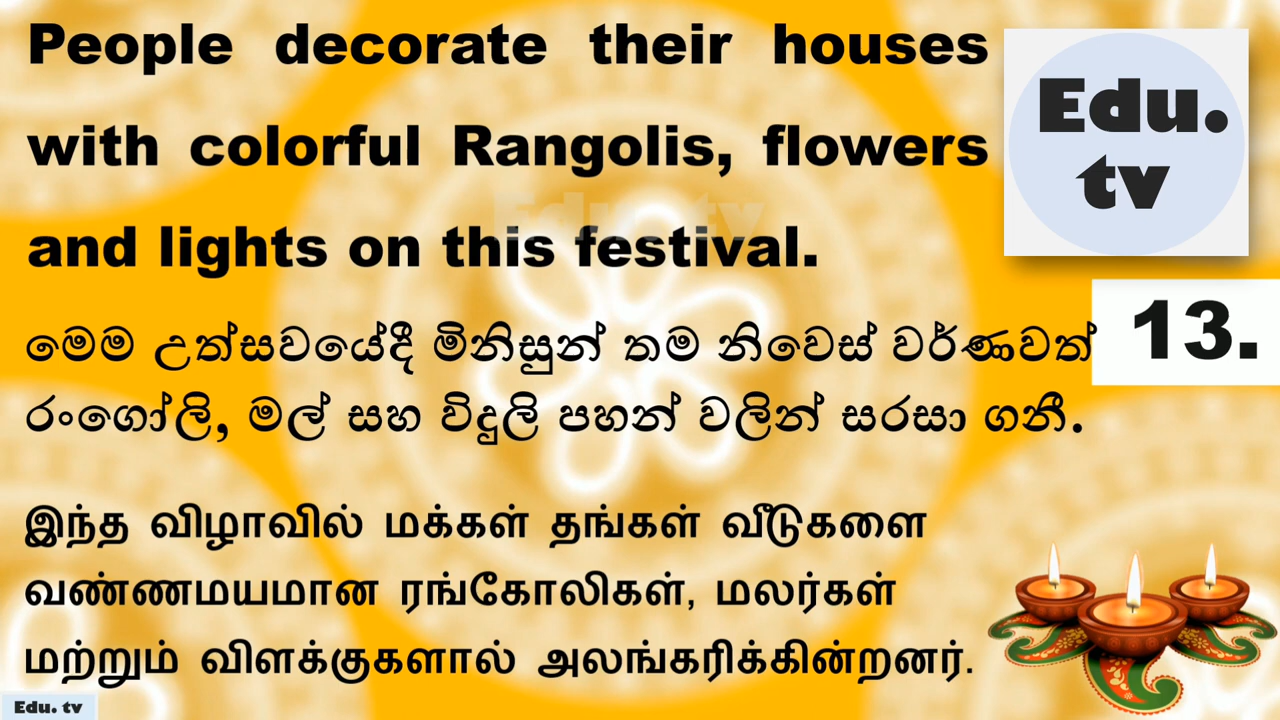 People decorate their houses
with colorful Rangolis, flowers
and lights on this festival.
Edu.
tv
Edu. tv
13.
මෙම උත්සවයේදී මිනිසුන් තම නිවෙස් වර්ණවත්
රංගෝලි, මල් සහ විදුලි පහන් වලින් සරසා ගනී.
இந்த விழாவில் மக்கள் தங்கள் வீடுகளை
வண்ணமயமான ரங்கோலிகள், மலர்கள்
மற்றும் விளக்குகளால் அலங்கரிக்கின்றனர்.
Edu. tv